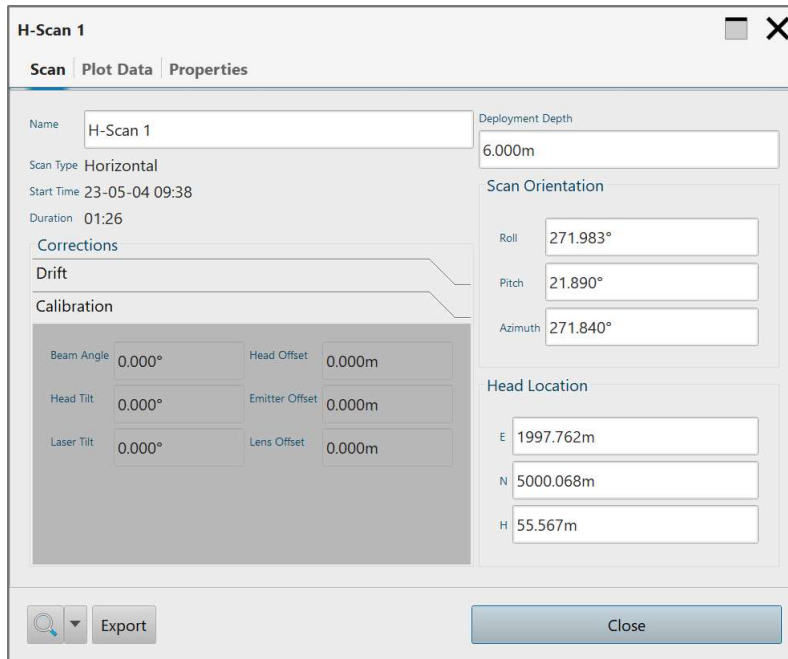 H-Scan 1
Scan Plot Data Properties
Name H-Scan 1
Scan Type Horizontal
Start Time 23-05-04 09:38
Duration 01:26
Corrections
Drift
Calibration
Beam Angle 0.000° Head Offset 0.000m
Head Tilt 0.000° Emitter Offset 0.000m
Laser Tilt 0.000° Lens Offset 0.000m
Deployment Depth
6.000m
Scan Orientation
Roll 271.983°
Pitch 21.890°
Azimuth 271.840°
Head Location
E 1997.762m
N 5000.068m
H 55.567m
Export
Close